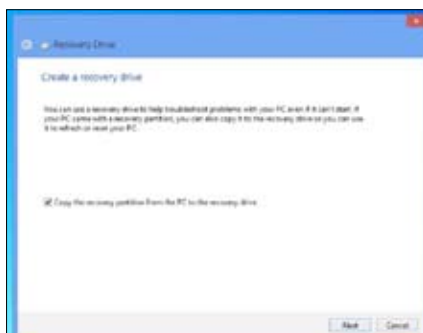 Recovery Drive
Create a recovery drive
You can use a recovery drive to help troubleshoot problems with your PC even if it can't start. If
your PC came with a recovery partition, you can also copy it to the recovery drive so you can use
it to refresh or reset your PC.
Copy the recovery partition from the PC to the recovery drive.
Next Cancel